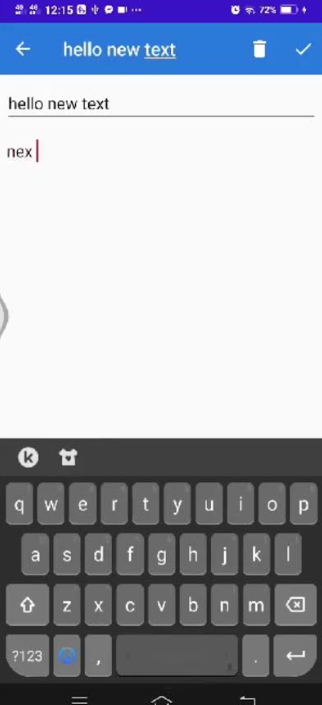 12:15 72%
hello new text
hello new text
nex
q w e r t y u i o p
a s d f g h j k l
z x c v b n m
?123 , .